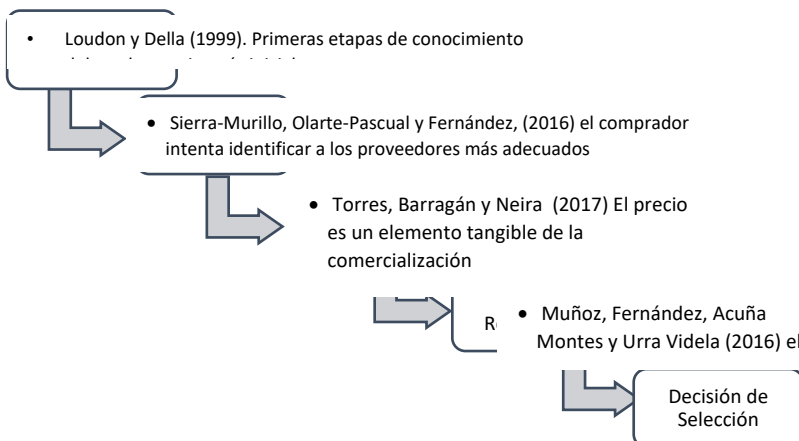 • Loudon y Della (1999). Primeras etapas de conocimiento
• Sierra-Murillo, Olarte-Pascual y Fernández, (2016) el comprador
intenta identificar a los proveedores más adecuados
• Torres, Barragán y Neira (2017) El precio
es un elemento tangible de la
comercialización
• Muñoz, Fernández, Acuña
Montes y Urra Videla (2016) el
Decisión de
Selección